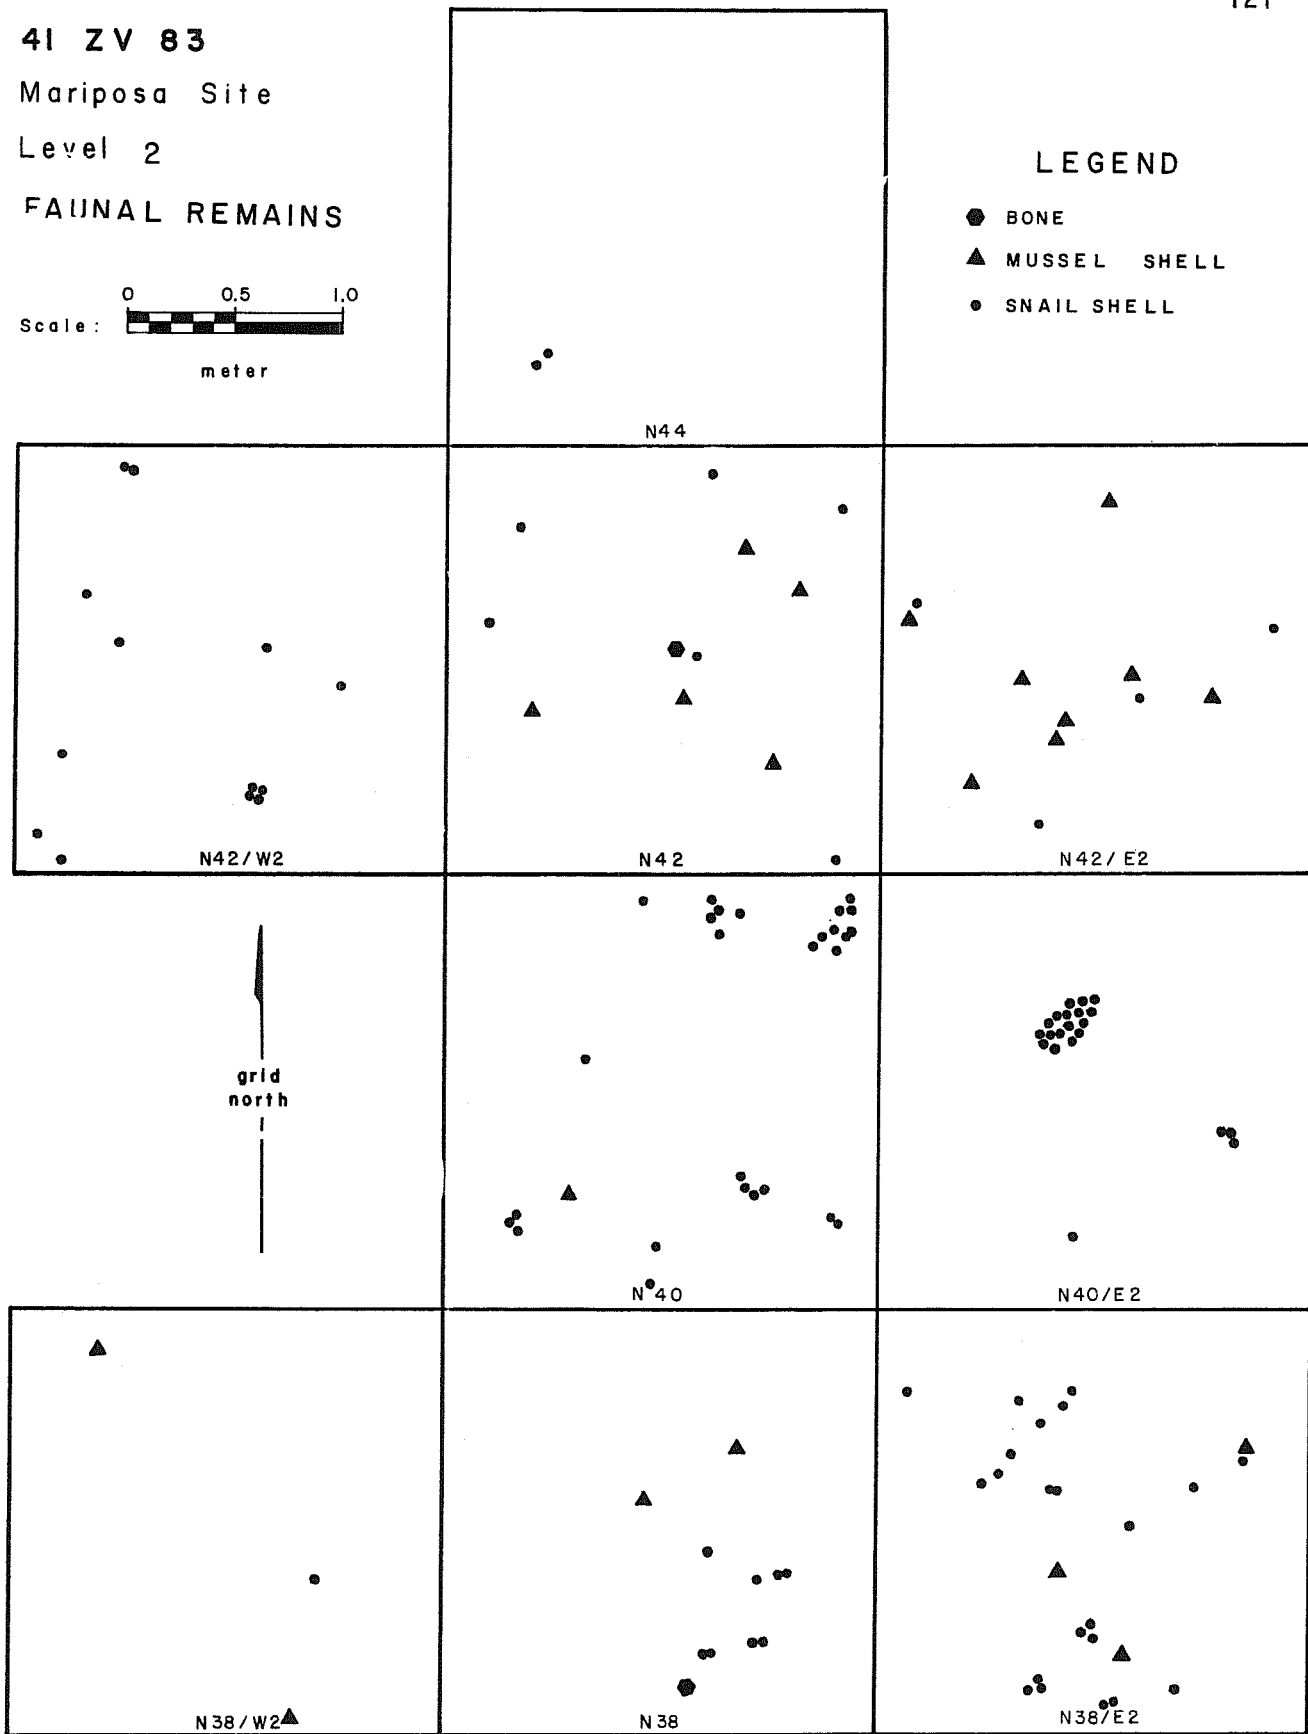 121
41 ZV 83
Mariposa Site
Level 2
FAUNAL REMAINS
0 0.5 1.0
Scale:
meter
LEGEND
BONE
MUSSEL SHELL
SNAIL SHELL
N44
N42/W2
N42
N42/E2
grid
north
N40
N40/E2
N38/W2
N38
N38/E2